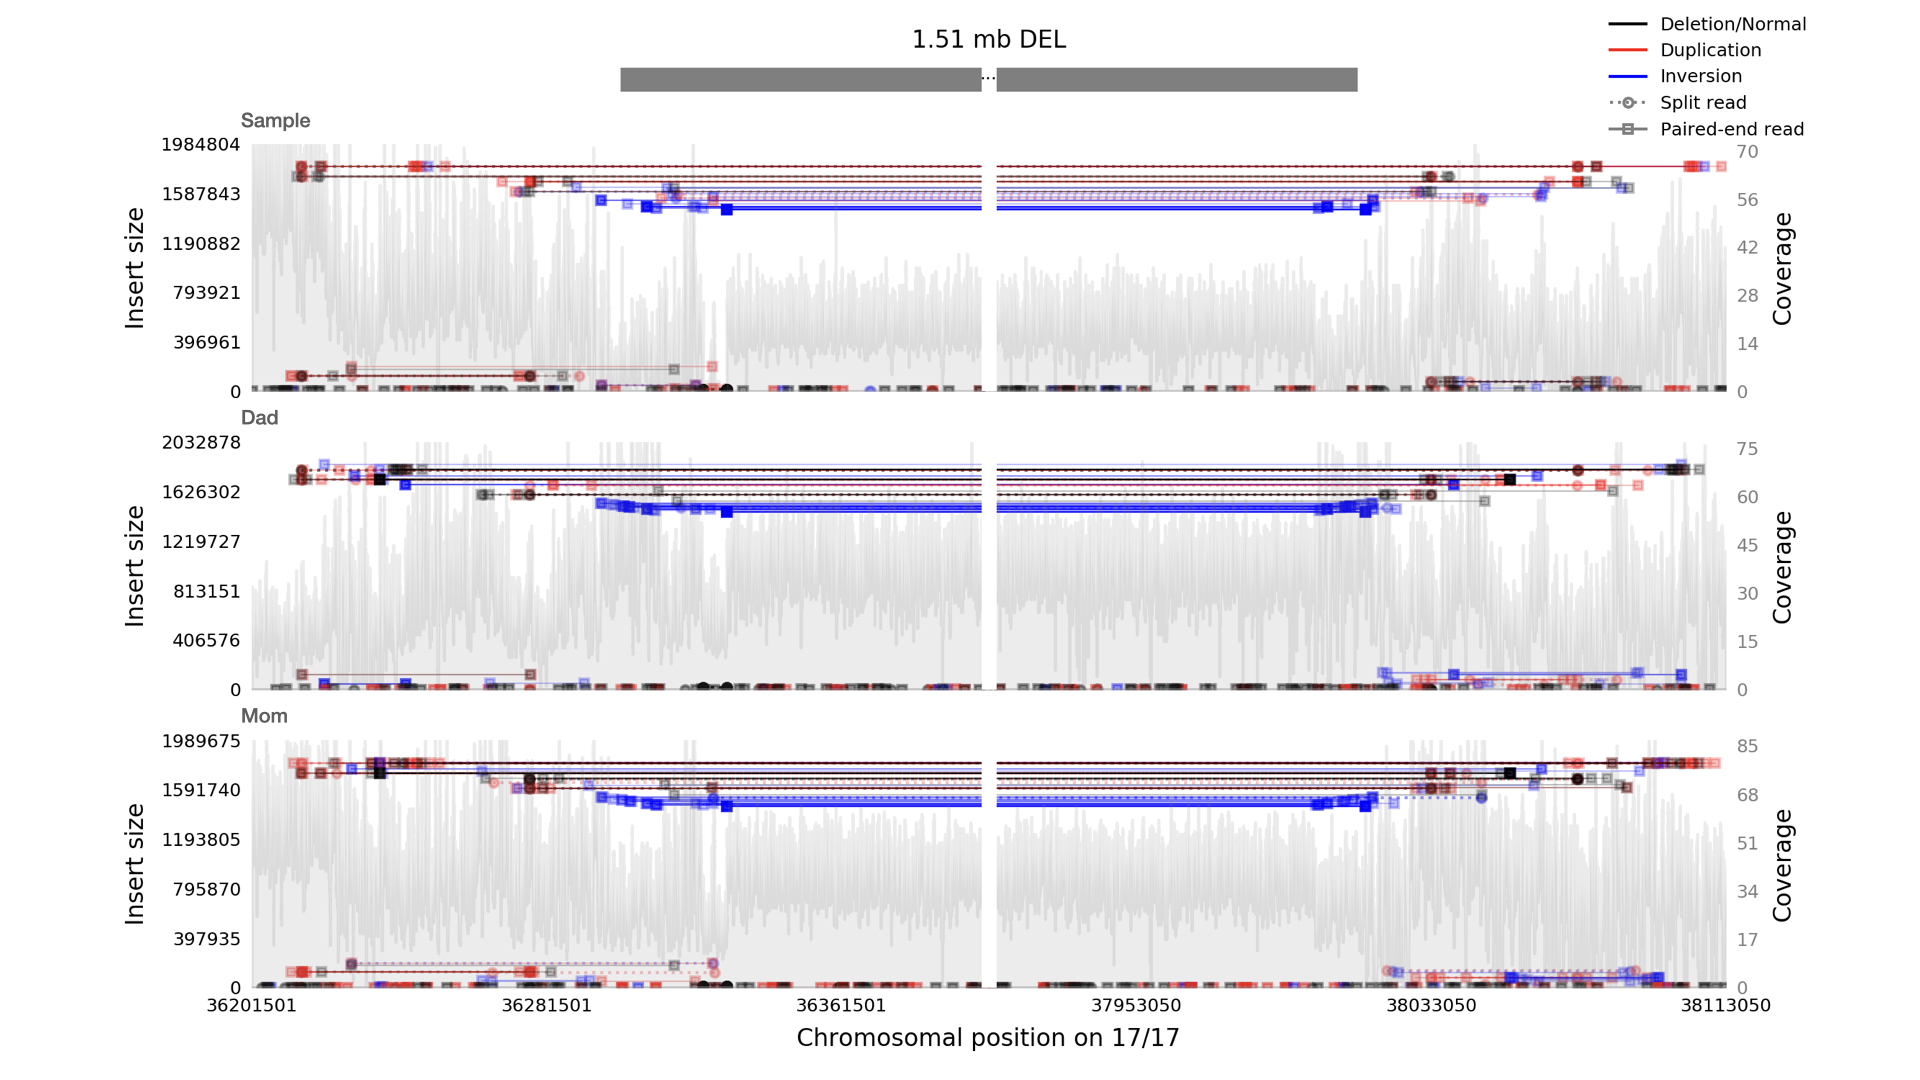 1.51 mb DEL
...
Deletion/Normal
Duplication
Inversion
Split read
Paired-end read
Sample
1984804
1587843
1190882
793921
396961
0
Insert size
70
56
42
28
14
0
Coverage
Dad
2032878
1626302
1219727
813151
406576
0
Insert size
75
60
45
30
15
0
Coverage
Mom
1989675
1591740
1193805
795870
397935
0
Insert size
85
68
51
34
17
0
Coverage
36201501 36281501 36361501 37953050 38033050 38113050
Chromosomal position on 17/17